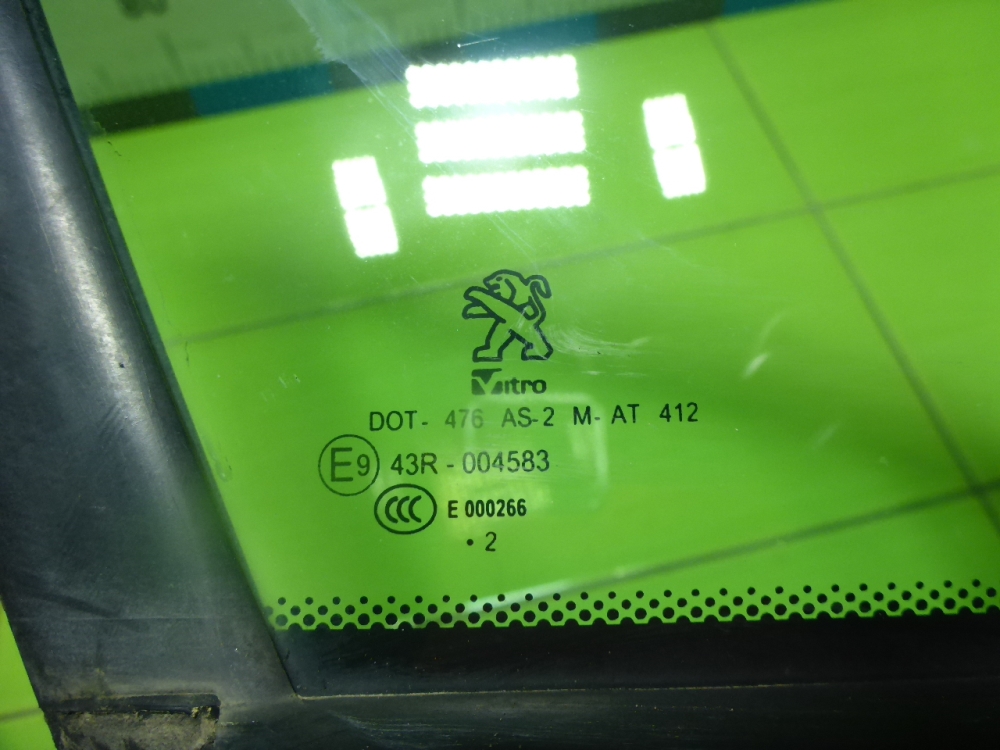 Vitro
DOT- 476 AS-2 M- AT 412
E9 43R - 004583
CCC E 000266
• 2